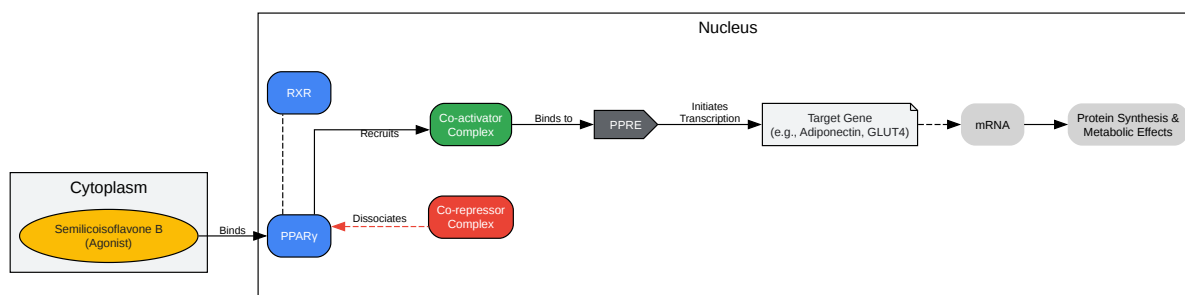 Nucleus
RXR
Co-activator
Complex
Recruits
Binds to
PPRE
Initiates
Transcription
Target Gene
(e.g., Adiponectin, GLUT4)
mRNA
Protein Synthesis &
Metabolic Effects
Cytoplasm
Semilicoisoflavone B
(Agonist)
Binds
PPARγ
Dissociates
Co-repressor
Complex